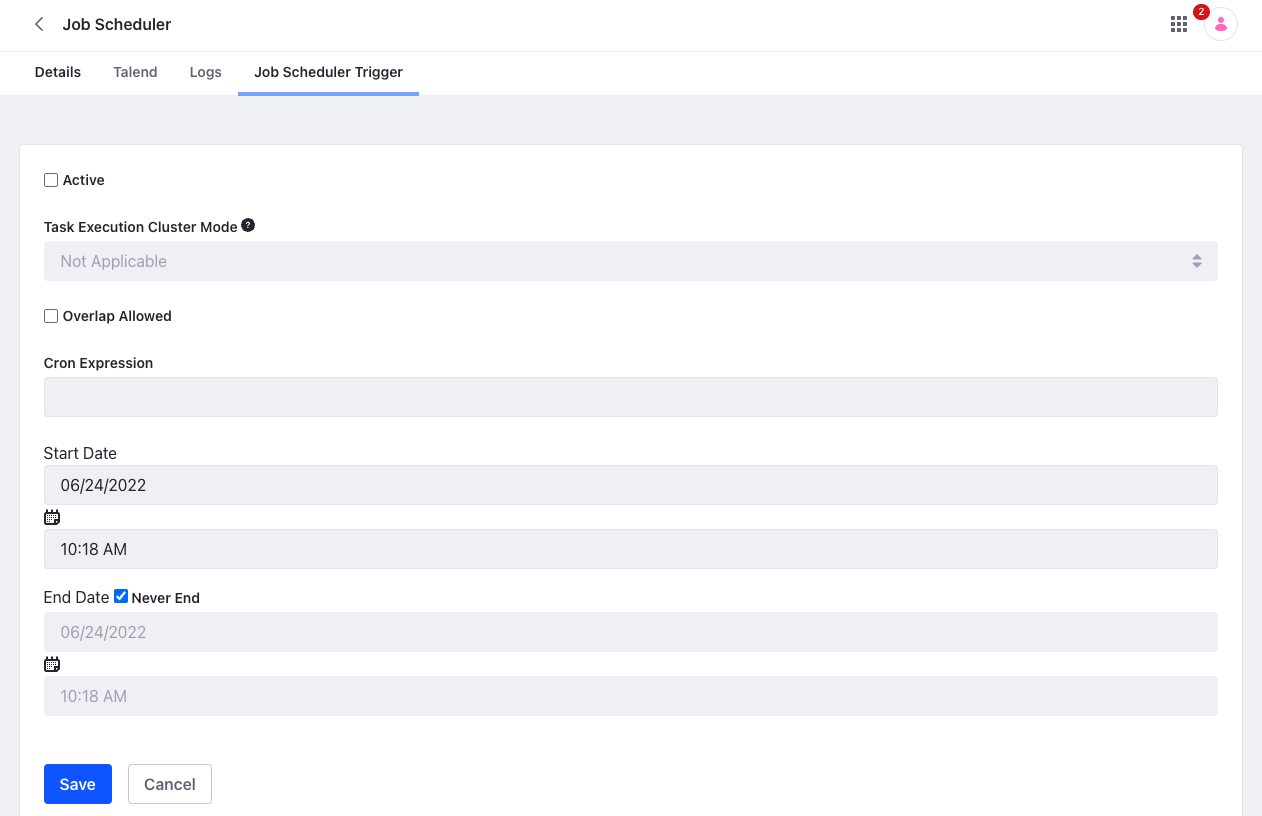 Job Scheduler
2
Details Talend Logs Job Scheduler Trigger
Active
Task Execution Cluster Mode ?
Not Applicable
Overlap Allowed
Cron Expression
Start Date
06/24/2022
10:18 AM
End Date Never End
06/24/2022
10:18 AM
Save Cancel